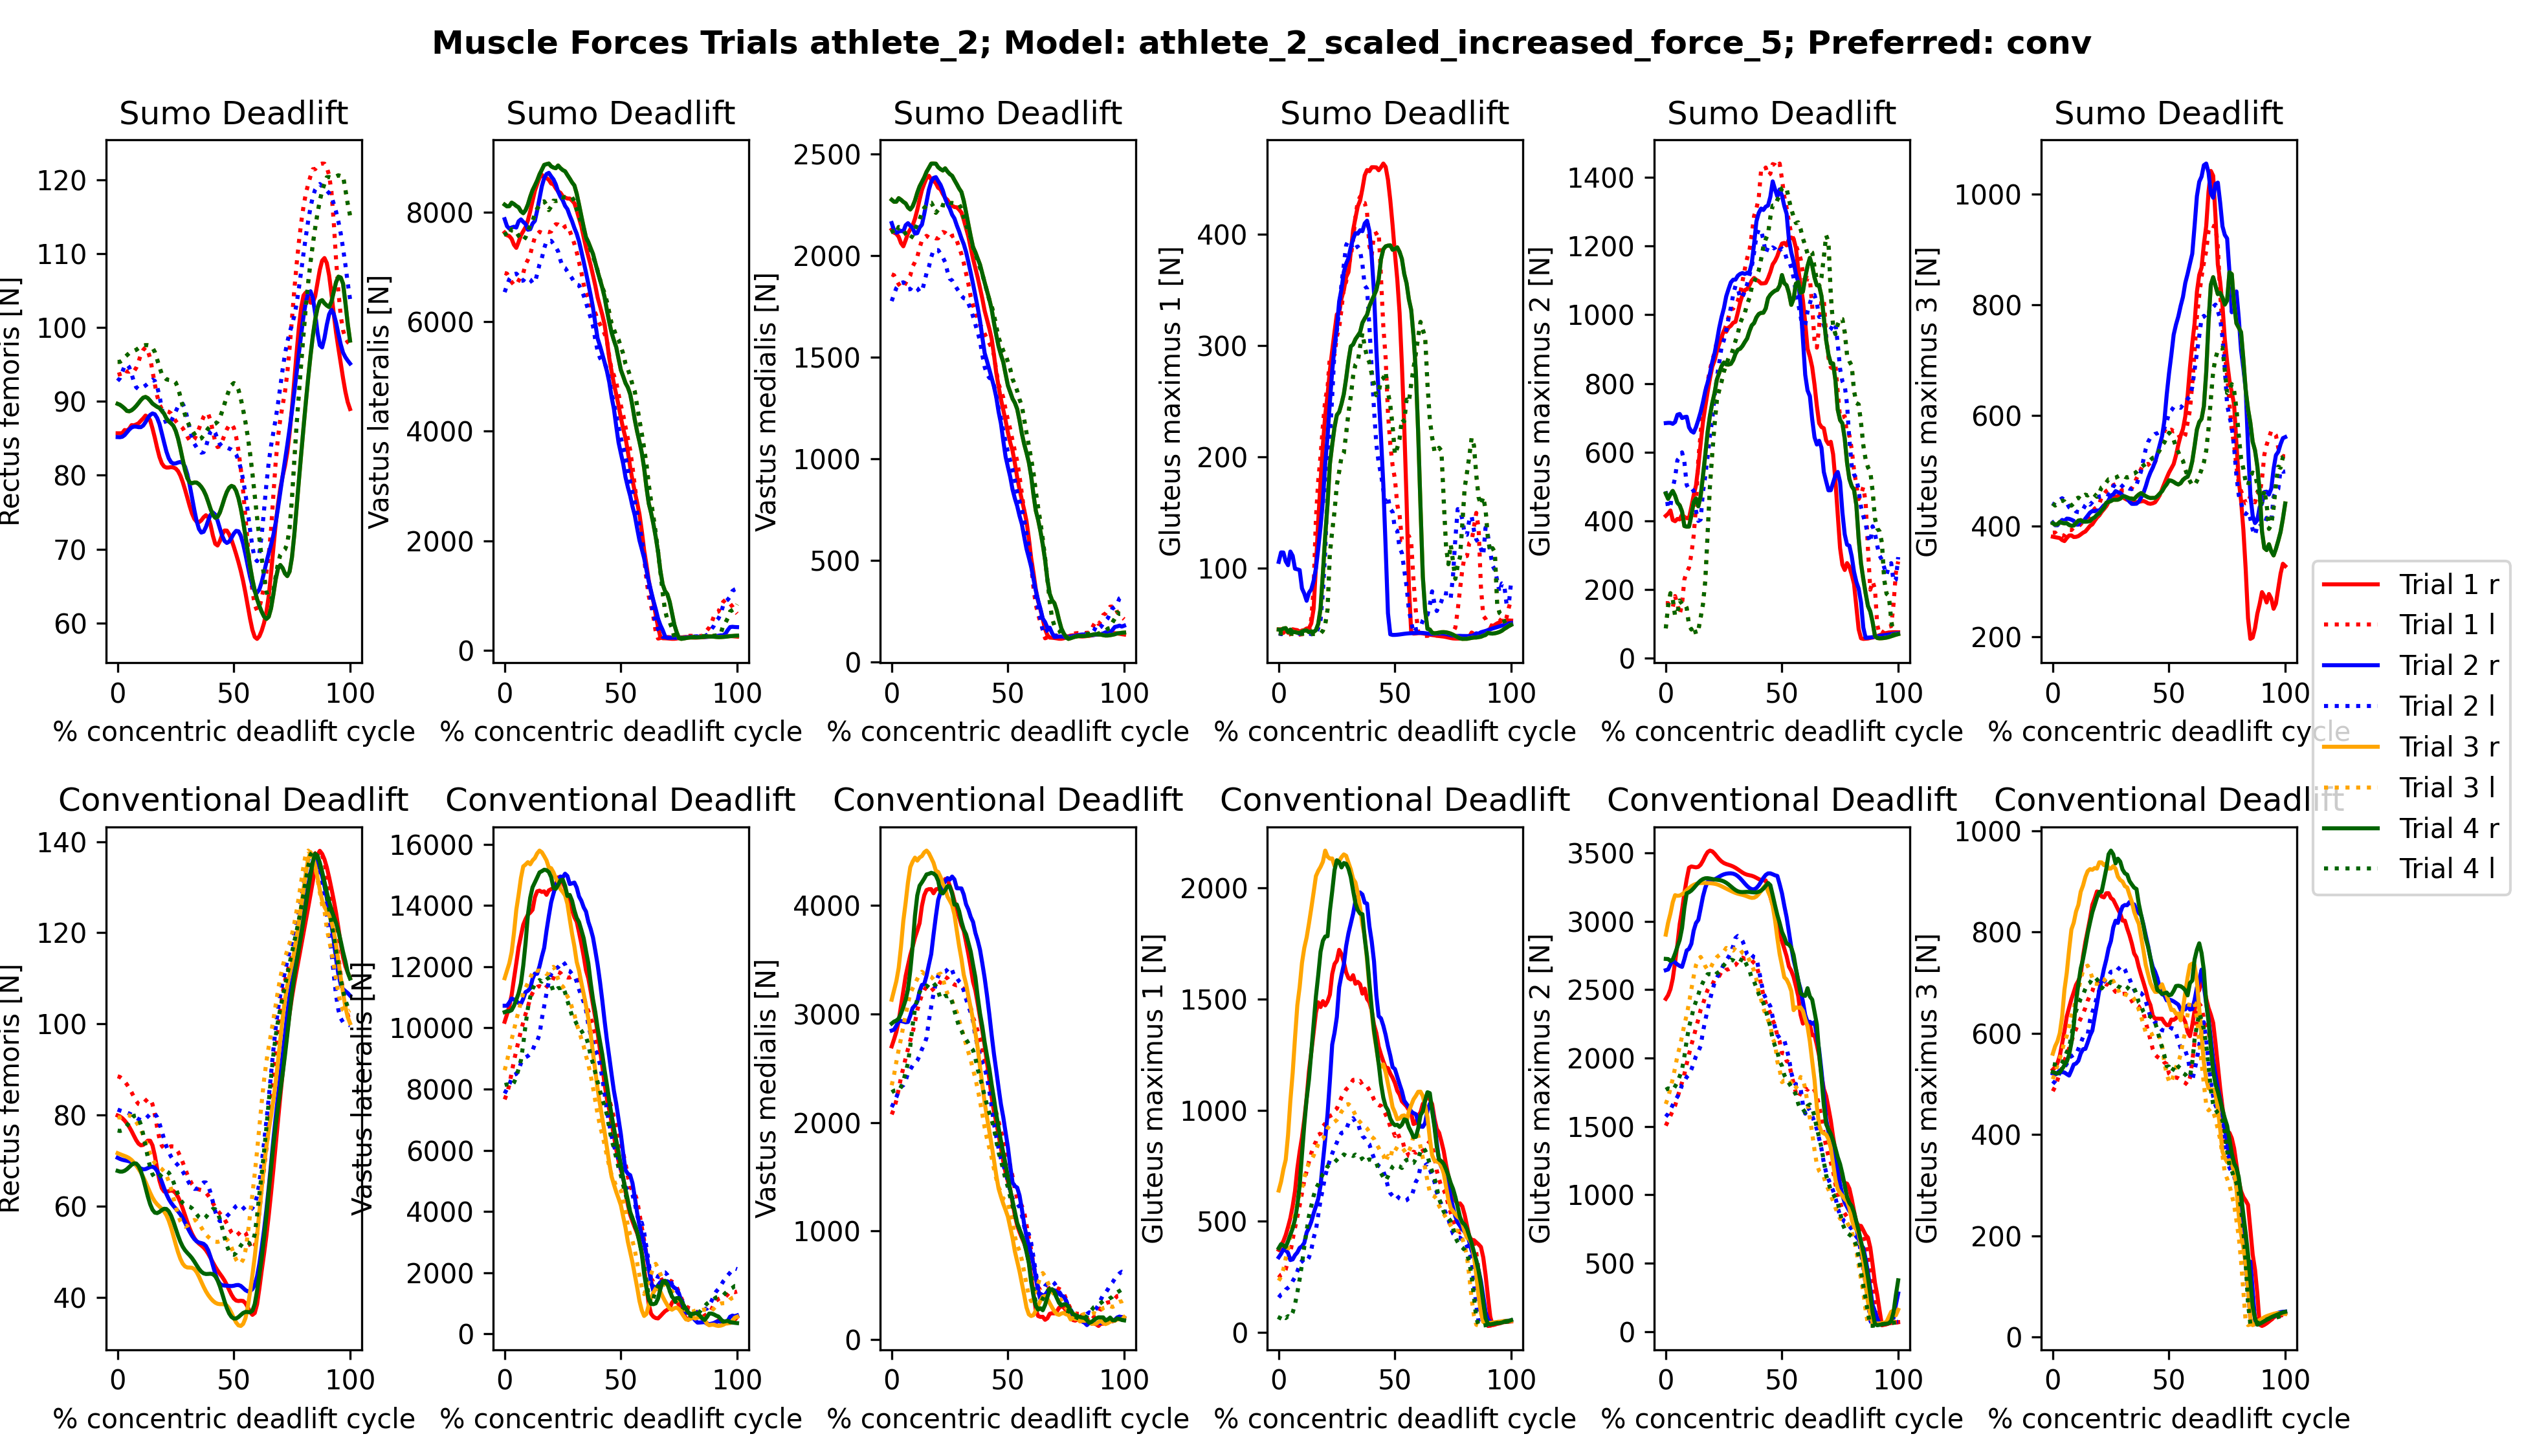 Muscle Forces Trials athlete_2; Model: athlete_2_scaled_increased_force_5; Preferred: conv
Sumo Deadlift Sumo Deadlift Sumo Deadlift Sumo Deadlift Sumo Deadlift Sumo Deadlift
Rectus femoris [N]
120
110
100
90
80
70
60
0 50 100
% concentric deadlift cycle
Vastus lateralis [N]
8000
6000
4000
2000
0
0 50 100
% concentric deadlift cycle
Vastus medialis [N]
2500
2000
1500
1000
500
0
0 50 100
% concentric deadlift cycle
Gluteus maximus 1 [N]
400
300
200
100
0 50 100
% concentric deadlift cycle
Gluteus maximus 2 [N]
1400
1200
1000
800
600
400
200
0
0 50 100
% concentric deadlift cycle
Gluteus maximus 3 [N]
1000
800
600
400
200
0 50 100
% concentric deadlift cycle
Trial 1 r
Trial 1 l
Trial 2 r
Trial 2 l
Trial 3 r
Trial 3 l
Trial 4 r
Trial 4 l
Conventional Deadlift Conventional Deadlift Conventional Deadlift Conventional Deadlift Conventional Deadlift Conventional Deadlift
Rectus femoris [N]
140
120
100
80
60
40
0 50 100
% concentric deadlift cycle
Vastus lateralis [N]
16000
14000
12000
10000
8000
6000
4000
2000
0
0 50 100
% concentric deadlift cycle
Vastus medialis [N]
4000
3000
2000
1000
0
0 50 100
% concentric deadlift cycle
Gluteus maximus 1 [N]
2000
1500
1000
500
0
0 50 100
% concentric deadlift cycle
Gluteus maximus 2 [N]
3500
3000
2500
2000
1500
1000
500
0
0 50 100
% concentric deadlift cycle
Gluteus maximus 3 [N]
1000
800
600
400
200
0
0 50 100
% concentric deadlift cycle